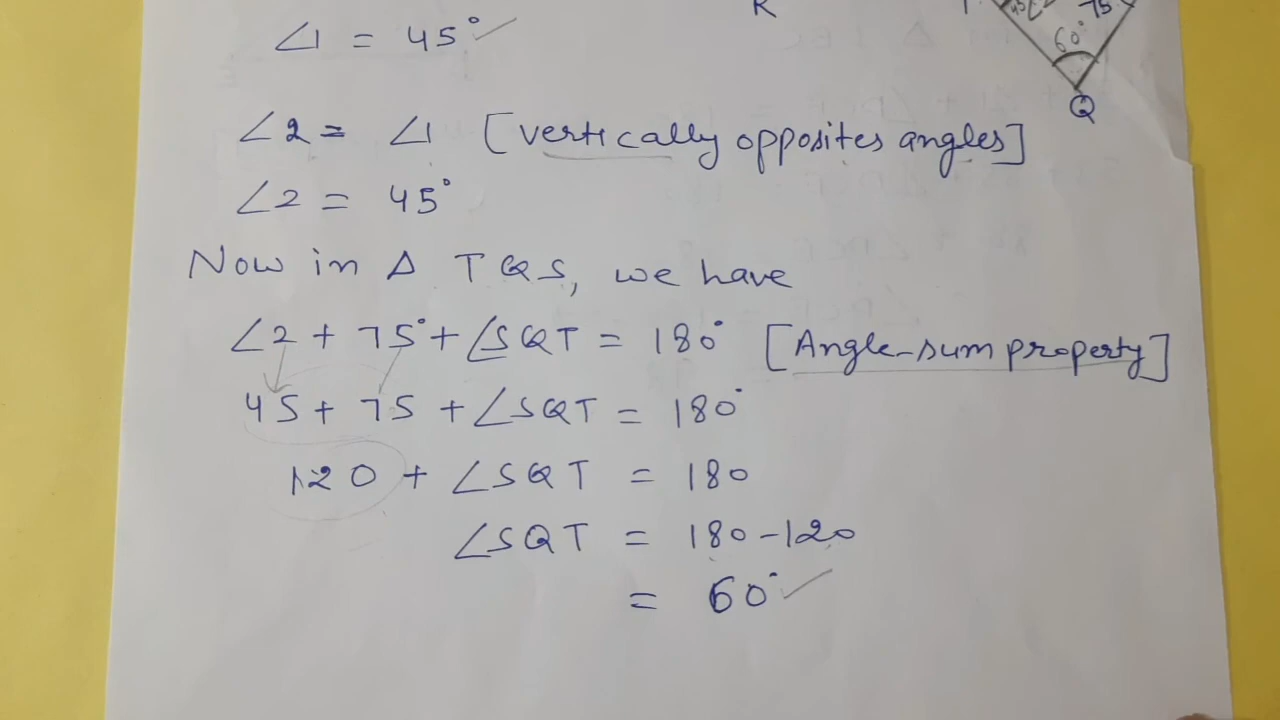 ∠1 = 45°
75
60°
Q
∠2 = ∠1 [vertically opposites angles]
∠2 = 45°
Now in Δ TQS, we have
∠2 + 75° + ∠SQT = 180° [Angle-sum property]
45 + 75 + ∠SQT = 180°
120 + ∠SQT = 180
∠SQT = 180-120
= 60°